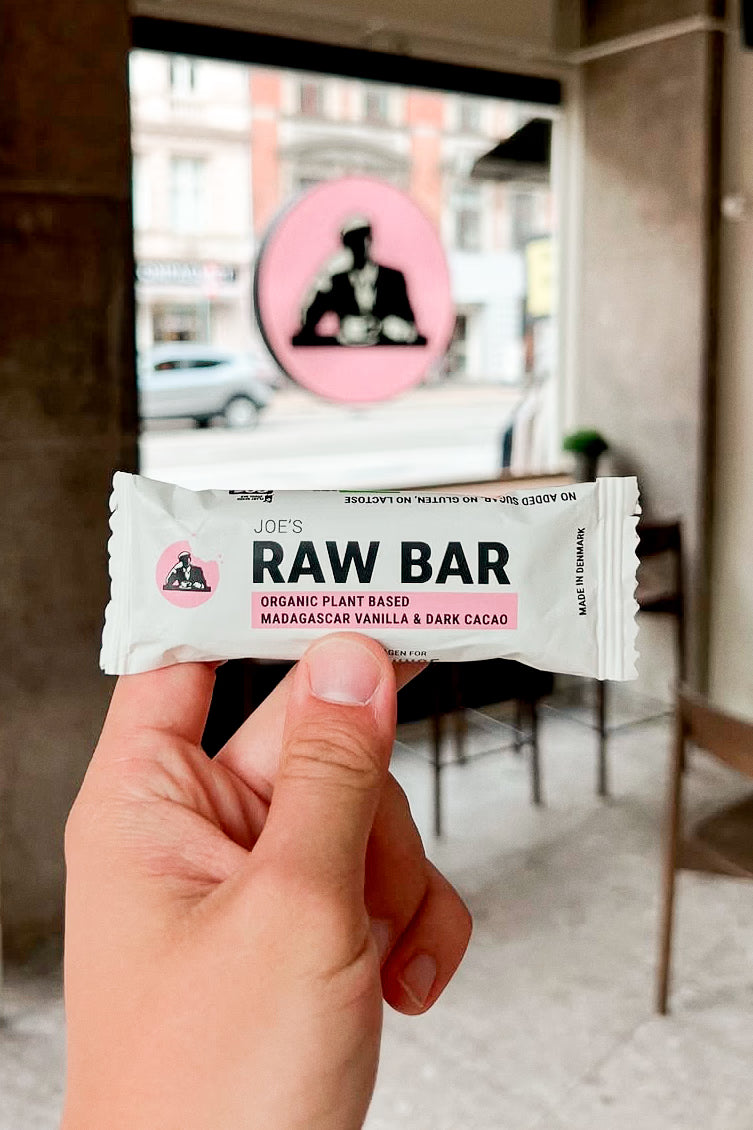 NO ADDED SUGAR, NO GLUTEN, NO LACTOSE
JOE'S
RAW BAR
ORGANIC PLANT BASED
MADAGASCAR VANILLA & DARK CACAO
MADE IN DENMARK
FOR